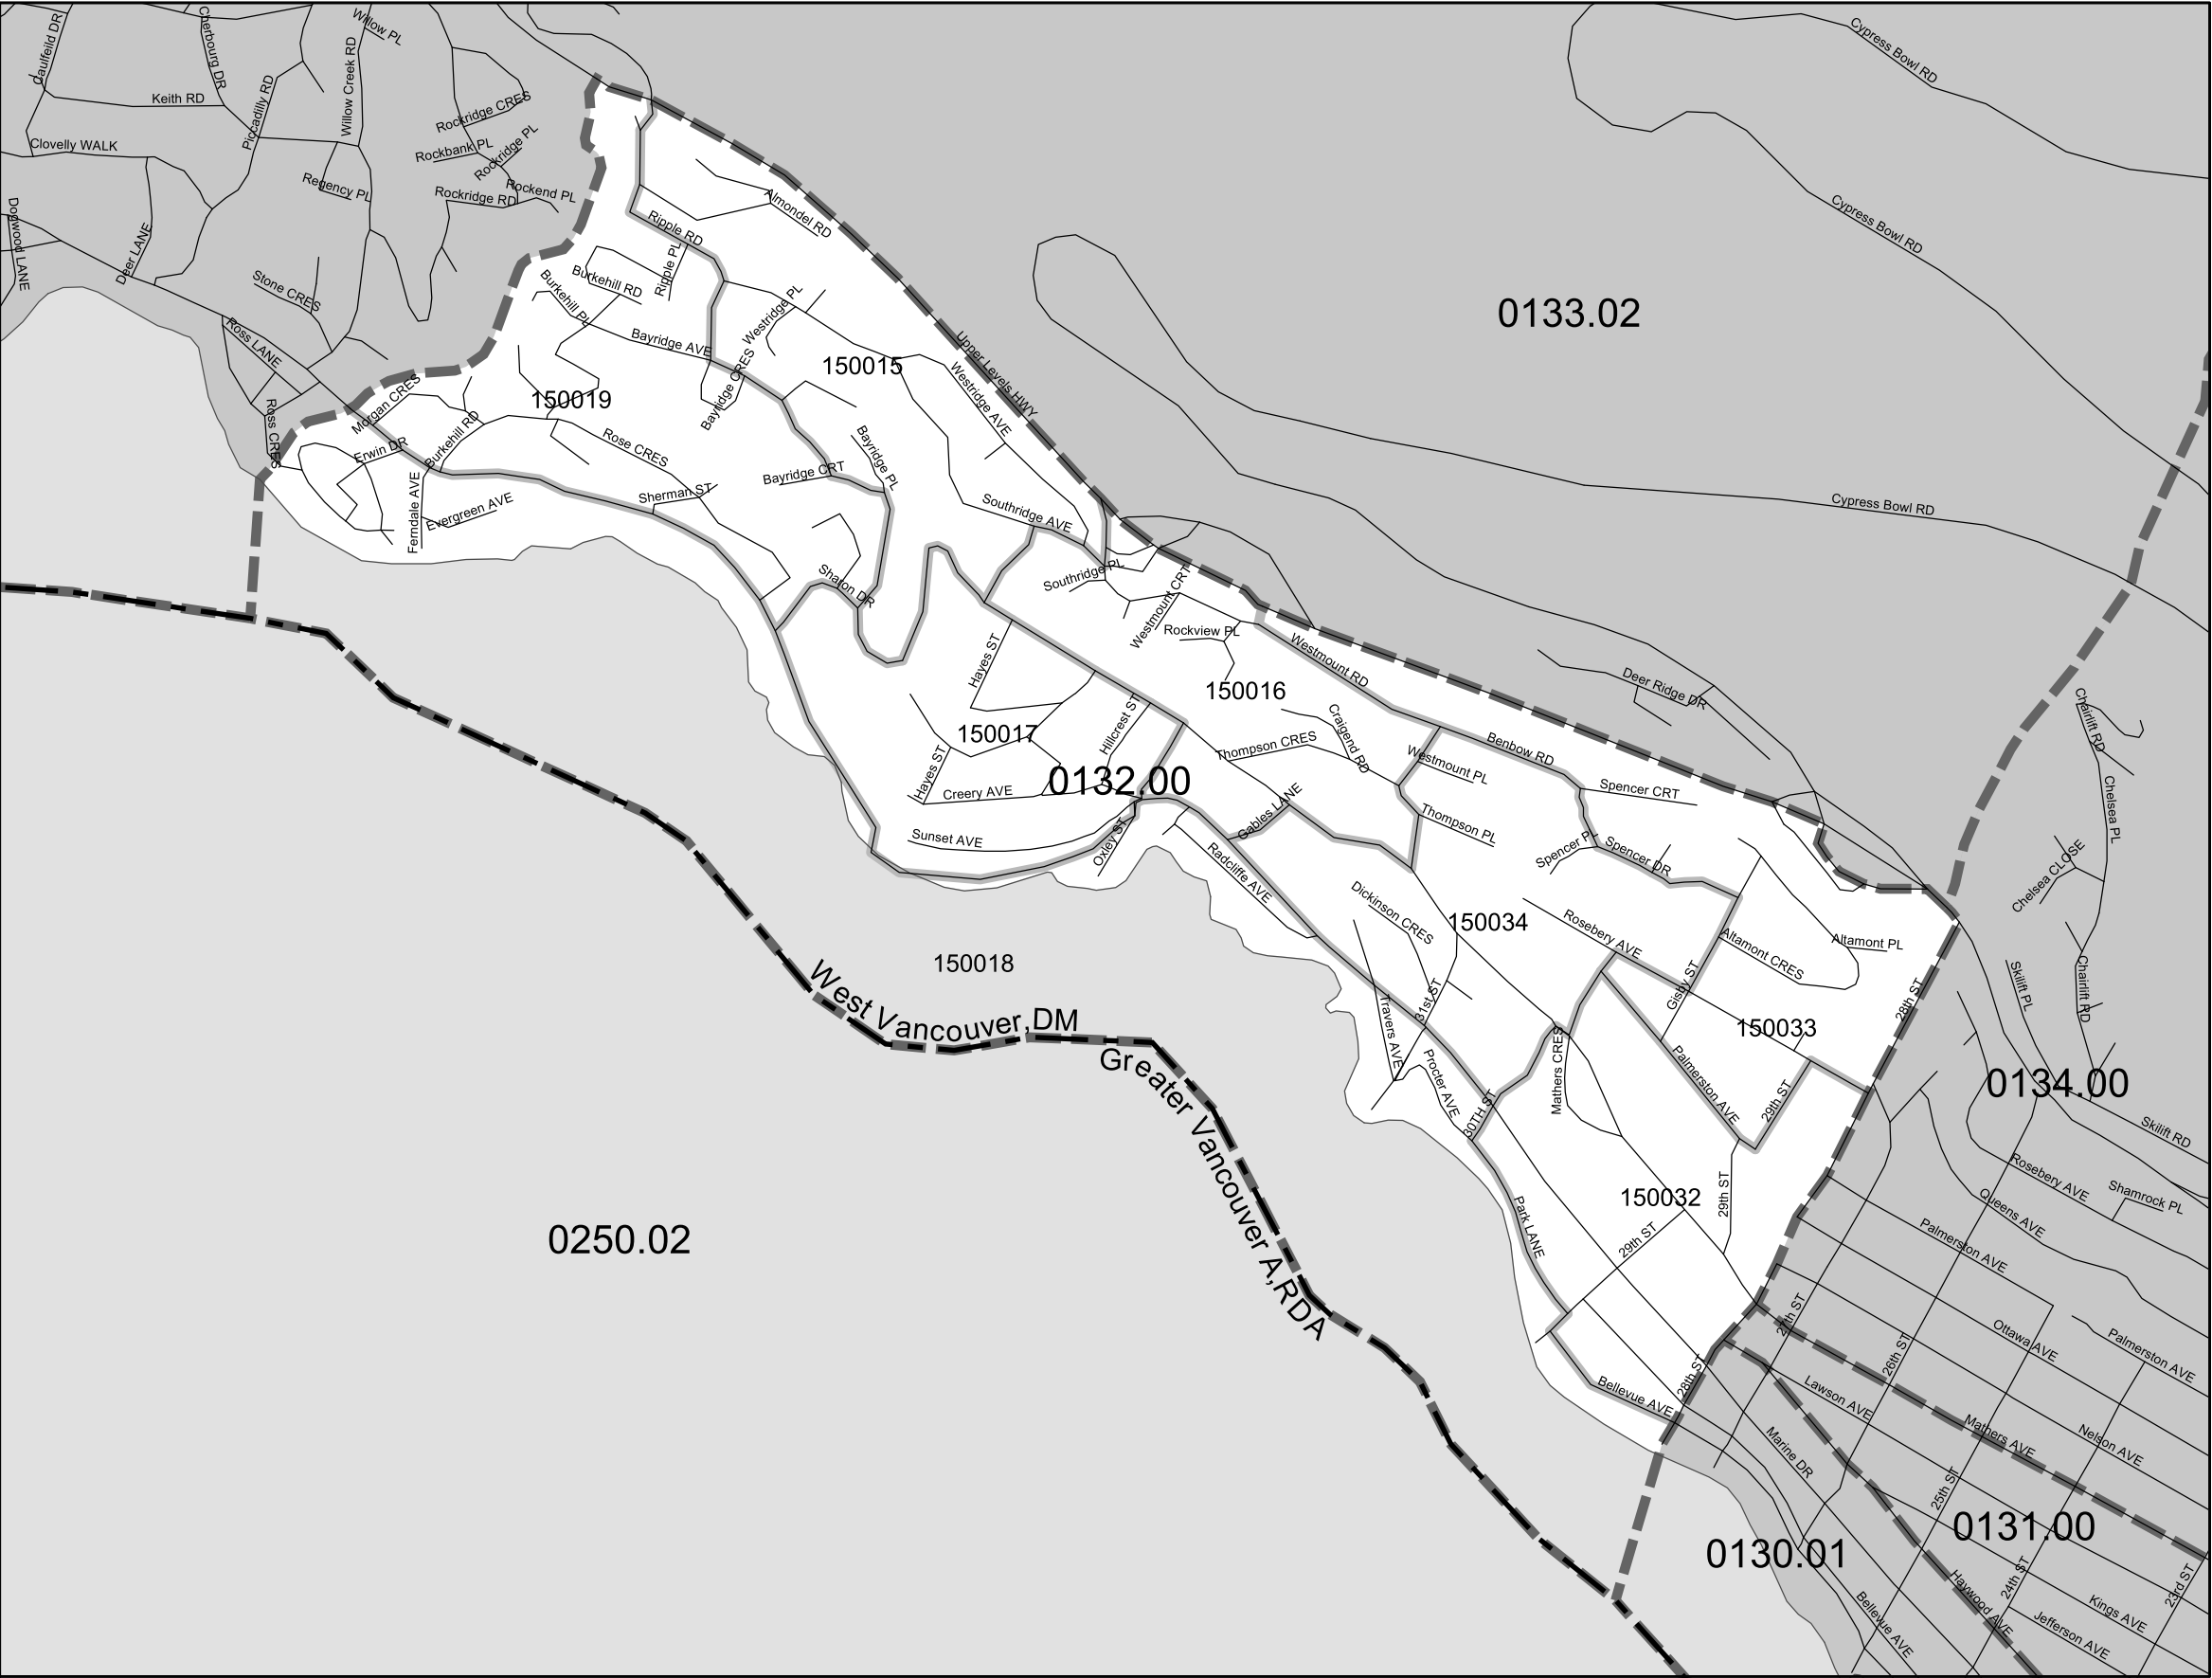 Caulfeild DR
Cherbourg DR
Willow PL
Willow Creek RD
Piccadilly RD
Keith RD
Clovelly WALK
Rockridge CRES
Rockbank PL
Rockridge PL
Regency PL
Rockridge RD
Rockend PL
Dogwood LANE
Deer LANE
Stone CRES
Ross LANE
Ross CRES
Cypress Bowl RD
Cypress Bowl RD
Cypress Bowl RD
0133.02
Almondel RD
Ripple RD
Ripple PL
Burkehill RD
Burkehill PL
Bayridge AVE
Westridge PL
Bayridge CRES
150015
Upper Levels HWY
Westridge AVE
150019
Morgan CRES
Erwin DR
Burkehill RD
Rose CRES
Ferndale AVE
Evergreen AVE
Sherman ST
Bayridge CRT
Bayridge PL
Southridge AVE
Southridge PL
Sharon DR
Westmount CRT
Rockview PL
Westmount RD
150016
Hayes ST
150017
Hillcrest ST
Hayes ST
Creery AVE
0132.00
Sunset AVE
Oxley ST
Thompson CRES
Craigend RD
Westmount PL
Benbow RD
Deer Ridge DR
Spencer CRT
Gables LANE
Thompson PL
Spencer PL
Spencer DR
Radcliffe AVE
Dickinson CRES
150034
Rosebery AVE
Altamont PL
Altamont CRES
Gisby ST
28th ST
Chairlift RD
Chelsea PL
Chelsea CLOSE
Skilift PL
Chairlift RD
150018
West Vancouver,DM
Greater Vancouver A,RDA
31st ST
Travers AVE
Procter AVE
30TH ST
Mathers CRES
150033
Palmerston AVE
29th ST
0134.00
Skilift RD
Rosebery AVE
Shamrock PL
Queens AVE
Palmerston AVE
150032
29th ST
29th ST
Park LANE
0250.02
27th ST
26th ST
Ottawa AVE
Palmerston AVE
Bellevue AVE
28th ST
Lawson AVE
Mathers AVE
Nelson AVE
Marine DR
25th ST
0131.00
0130.01
Haywood AVE
24th ST
23rd ST
Kings AVE
Jefferson AVE
Bellevue AVE